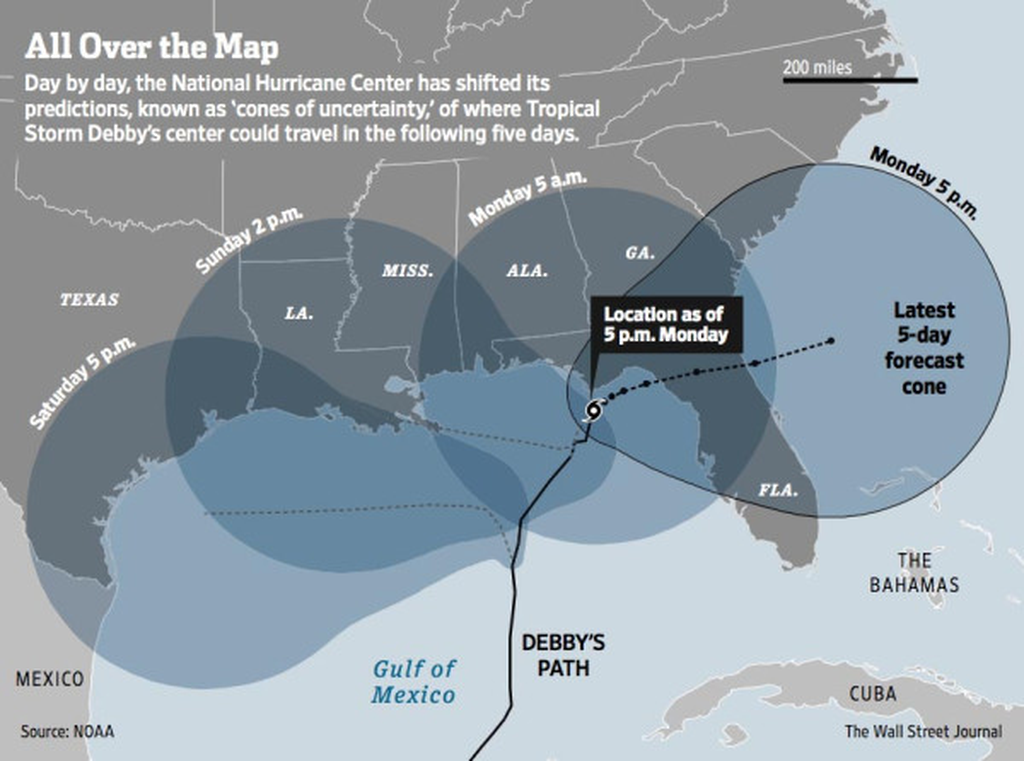 All Over the Map
Day by day, the National Hurricane Center has shifted its
predictions, known as ‘cones of uncertainty,’ of where Tropical
Storm Debby’s center could travel in the following five days.
200 miles
Monday 5 p.m.
Monday 5 a.m.
Sunday 2 p.m.
Saturday 5 p.m.
TEXAS
LA.
MISS.
ALA.
GA.
Location as of
5 p.m. Monday
Latest
5-day
forecast
cone
FLA.
THE
BAHAMAS
DEBBY’S
PATH
Gulf of
Mexico
MEXICO
CUBA
Source: NOAA
The Wall Street Journal